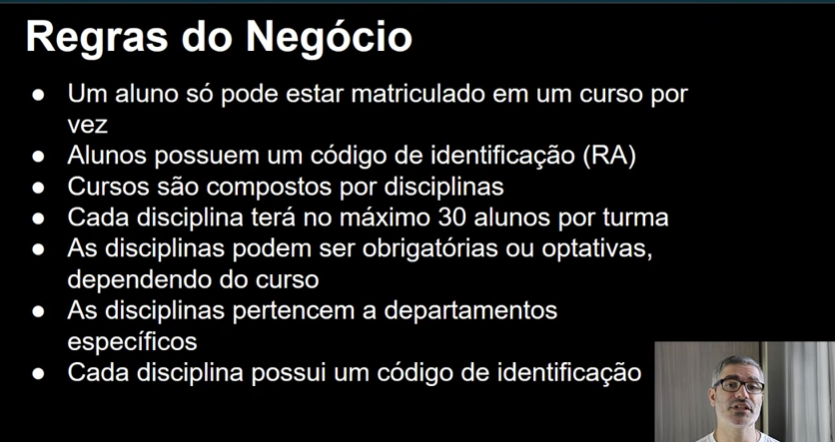 Regras do Negócio
● Um aluno só pode estar matriculado em um curso por
vez
● Alunos possuem um código de identificação (RA)
● Cursos são compostos por disciplinas
● Cada disciplina terá no máximo 30 alunos por turma
● As disciplinas podem ser obrigatórias ou optativas,
dependendo do curso
● As disciplinas pertencem a departamentos
específicos
● Cada disciplina possui um código de identificação